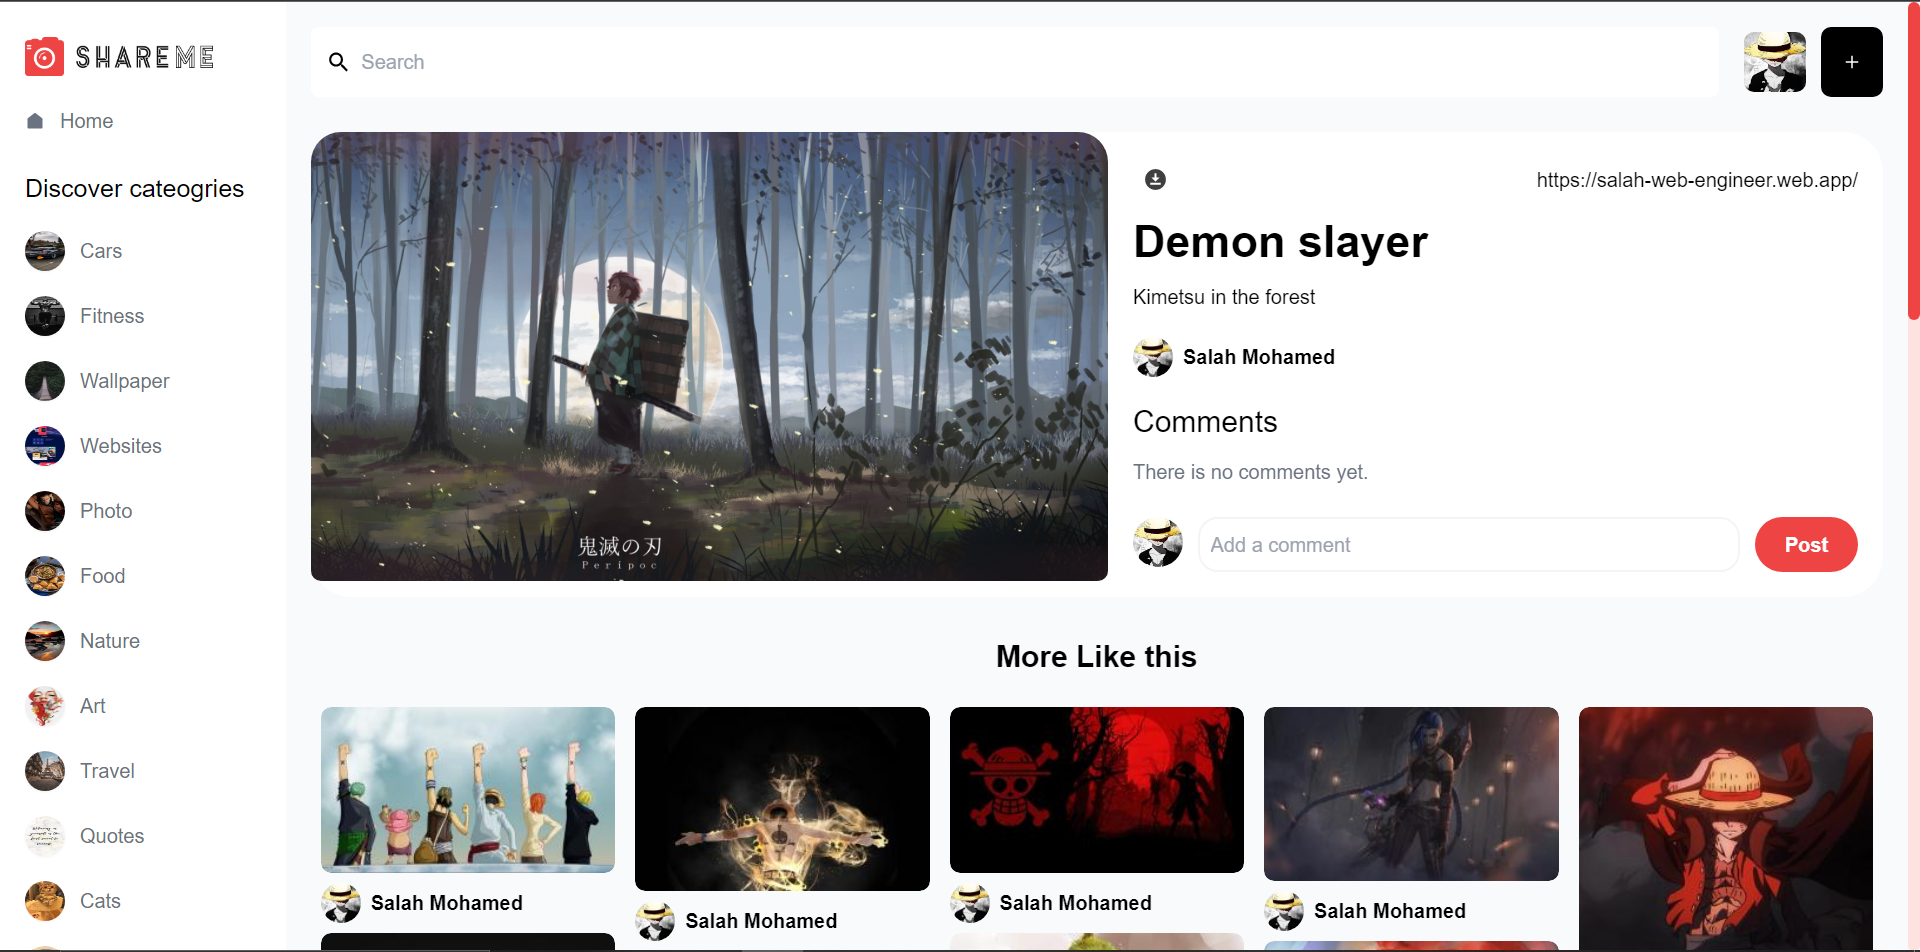 SHAREME
Home
Discover cateogries
Cars
Fitness
Wallpaper
Websites
Photo
Food
Nature
Art
Travel
Quotes
Cats
Search
+
鬼滅の刃
Peripoc
https://salah-web-engineer.web.app/
Demon slayer
Kimetsu in the forest
Salah Mohamed
Comments
There is no comments yet.
Add a comment
Post
More Like this
Salah Mohamed
Salah Mohamed
Salah Mohamed
Salah Mohamed